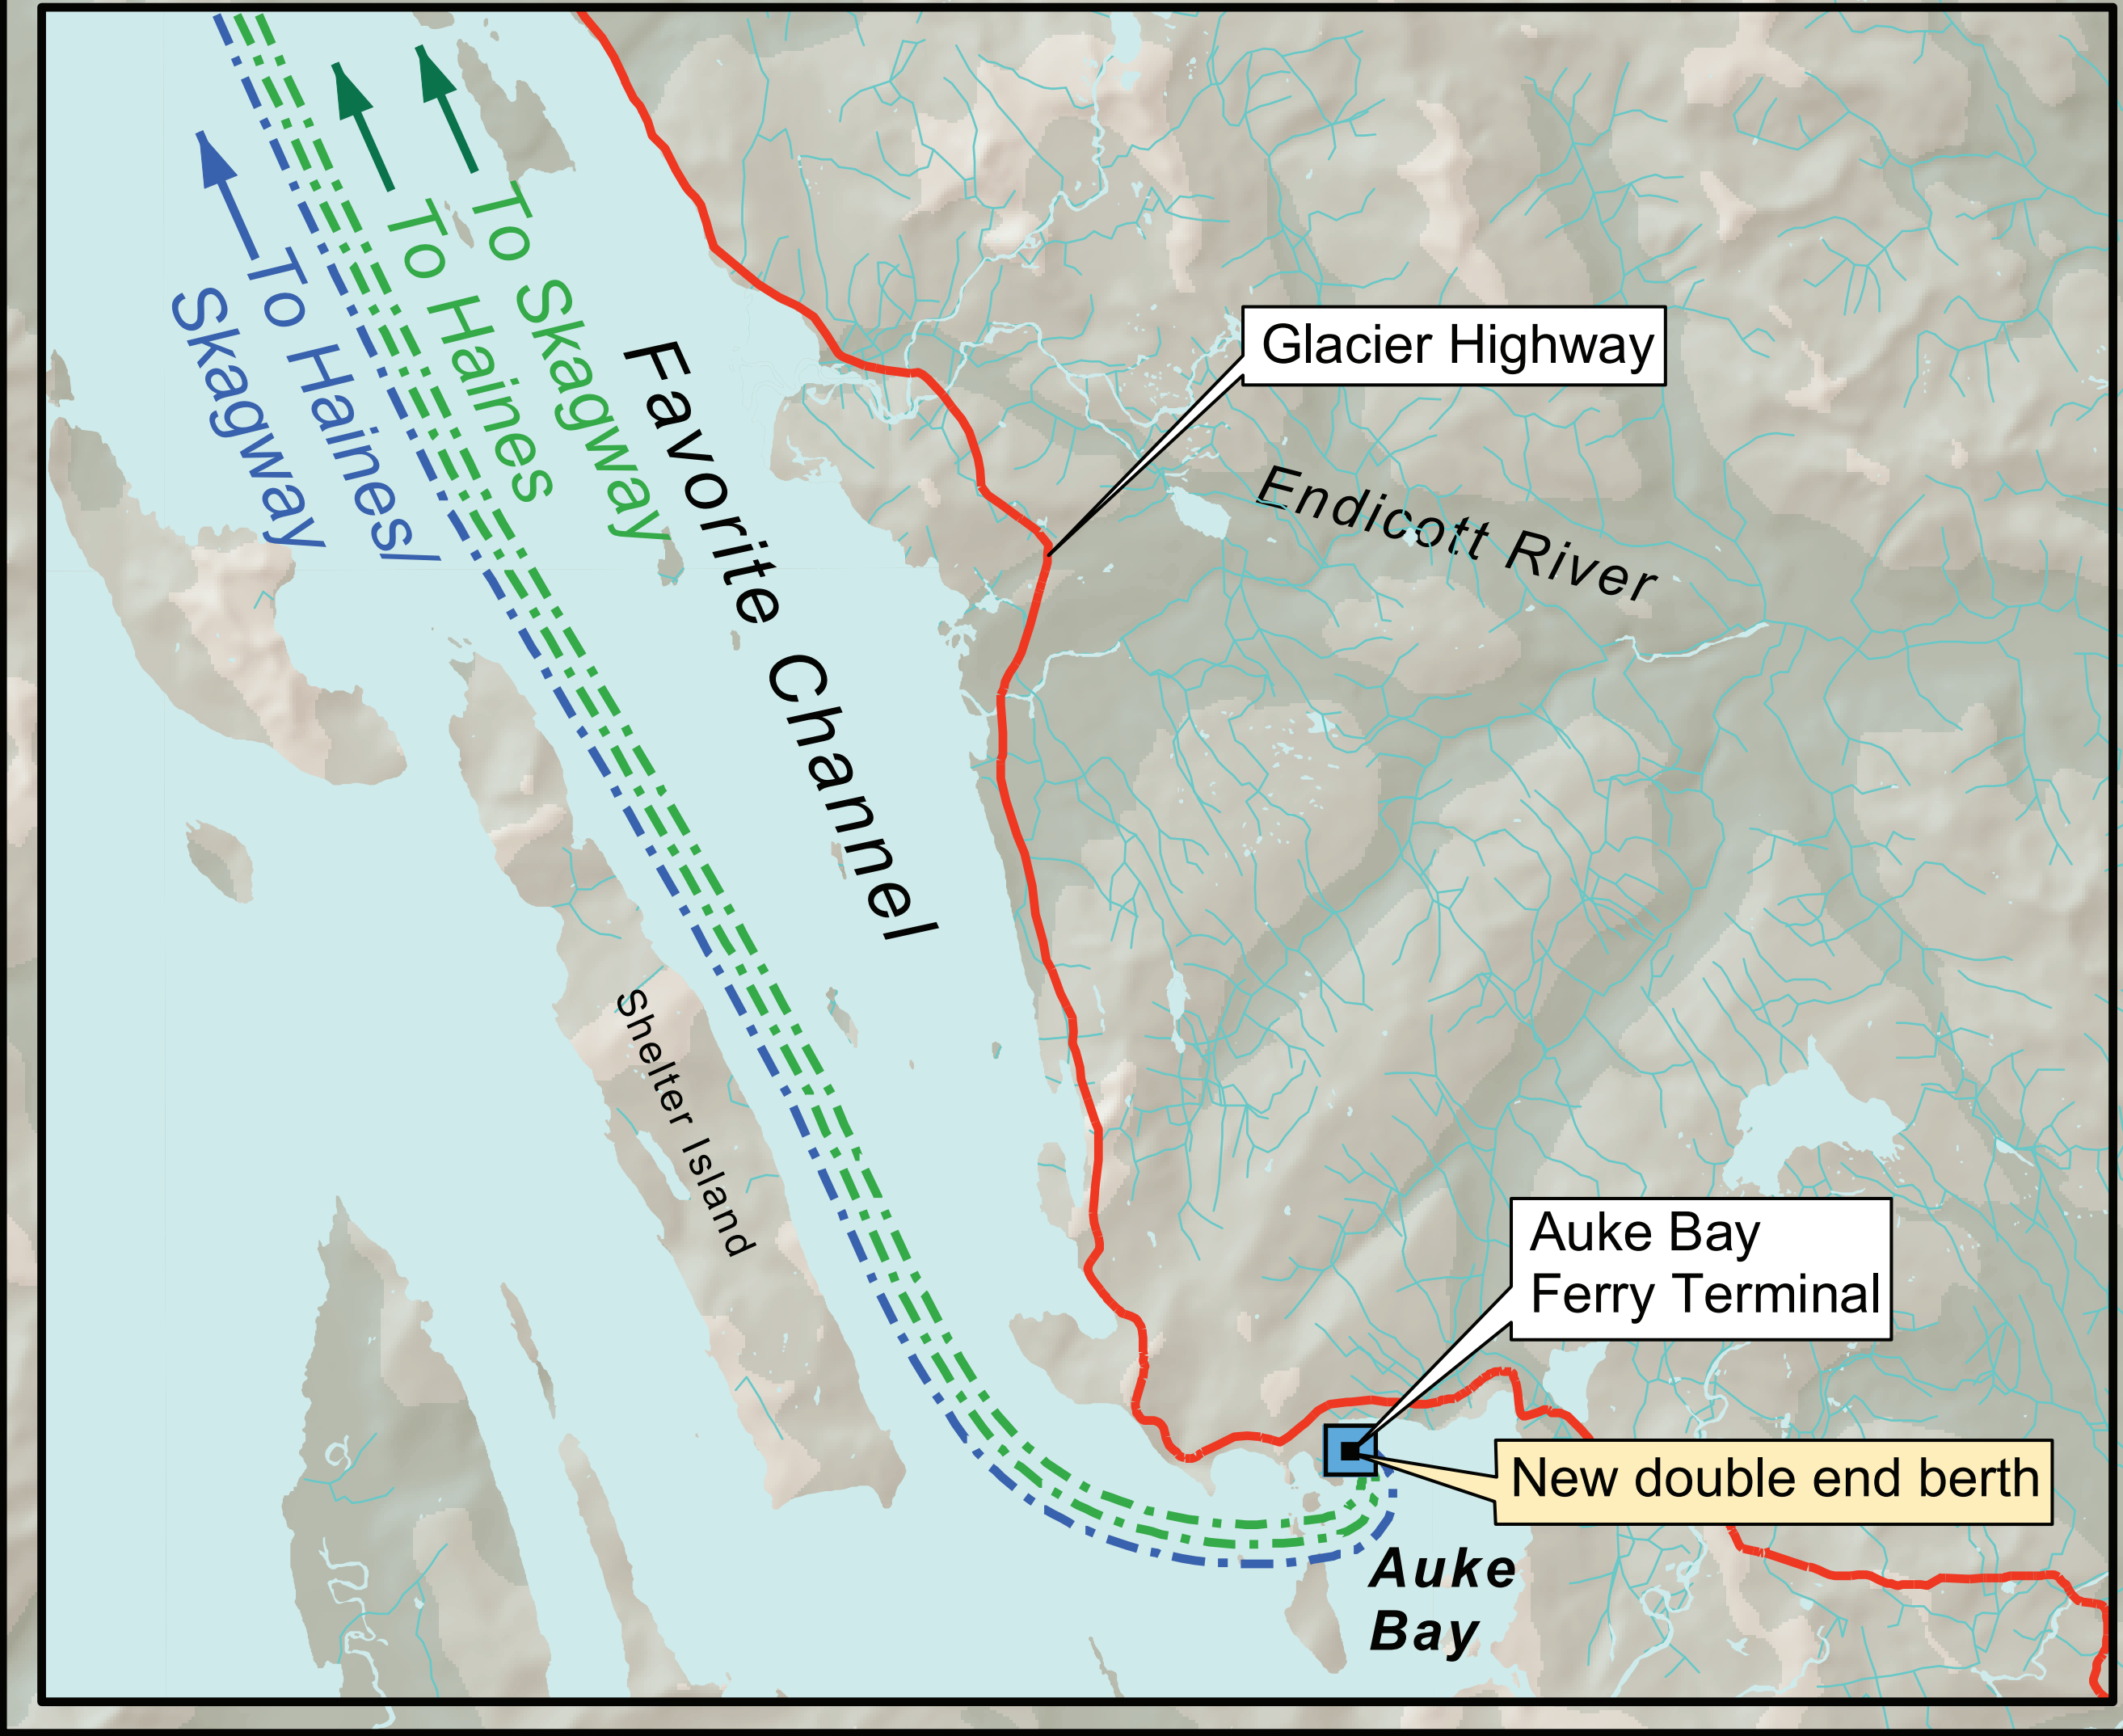 To Skagway
To Haines
To Haines/
Skagway
Favorite Channel
Glacier Highway
Endicott River
Shelter Island
Auke Bay
Ferry Terminal
New double end berth
Auke
Bay